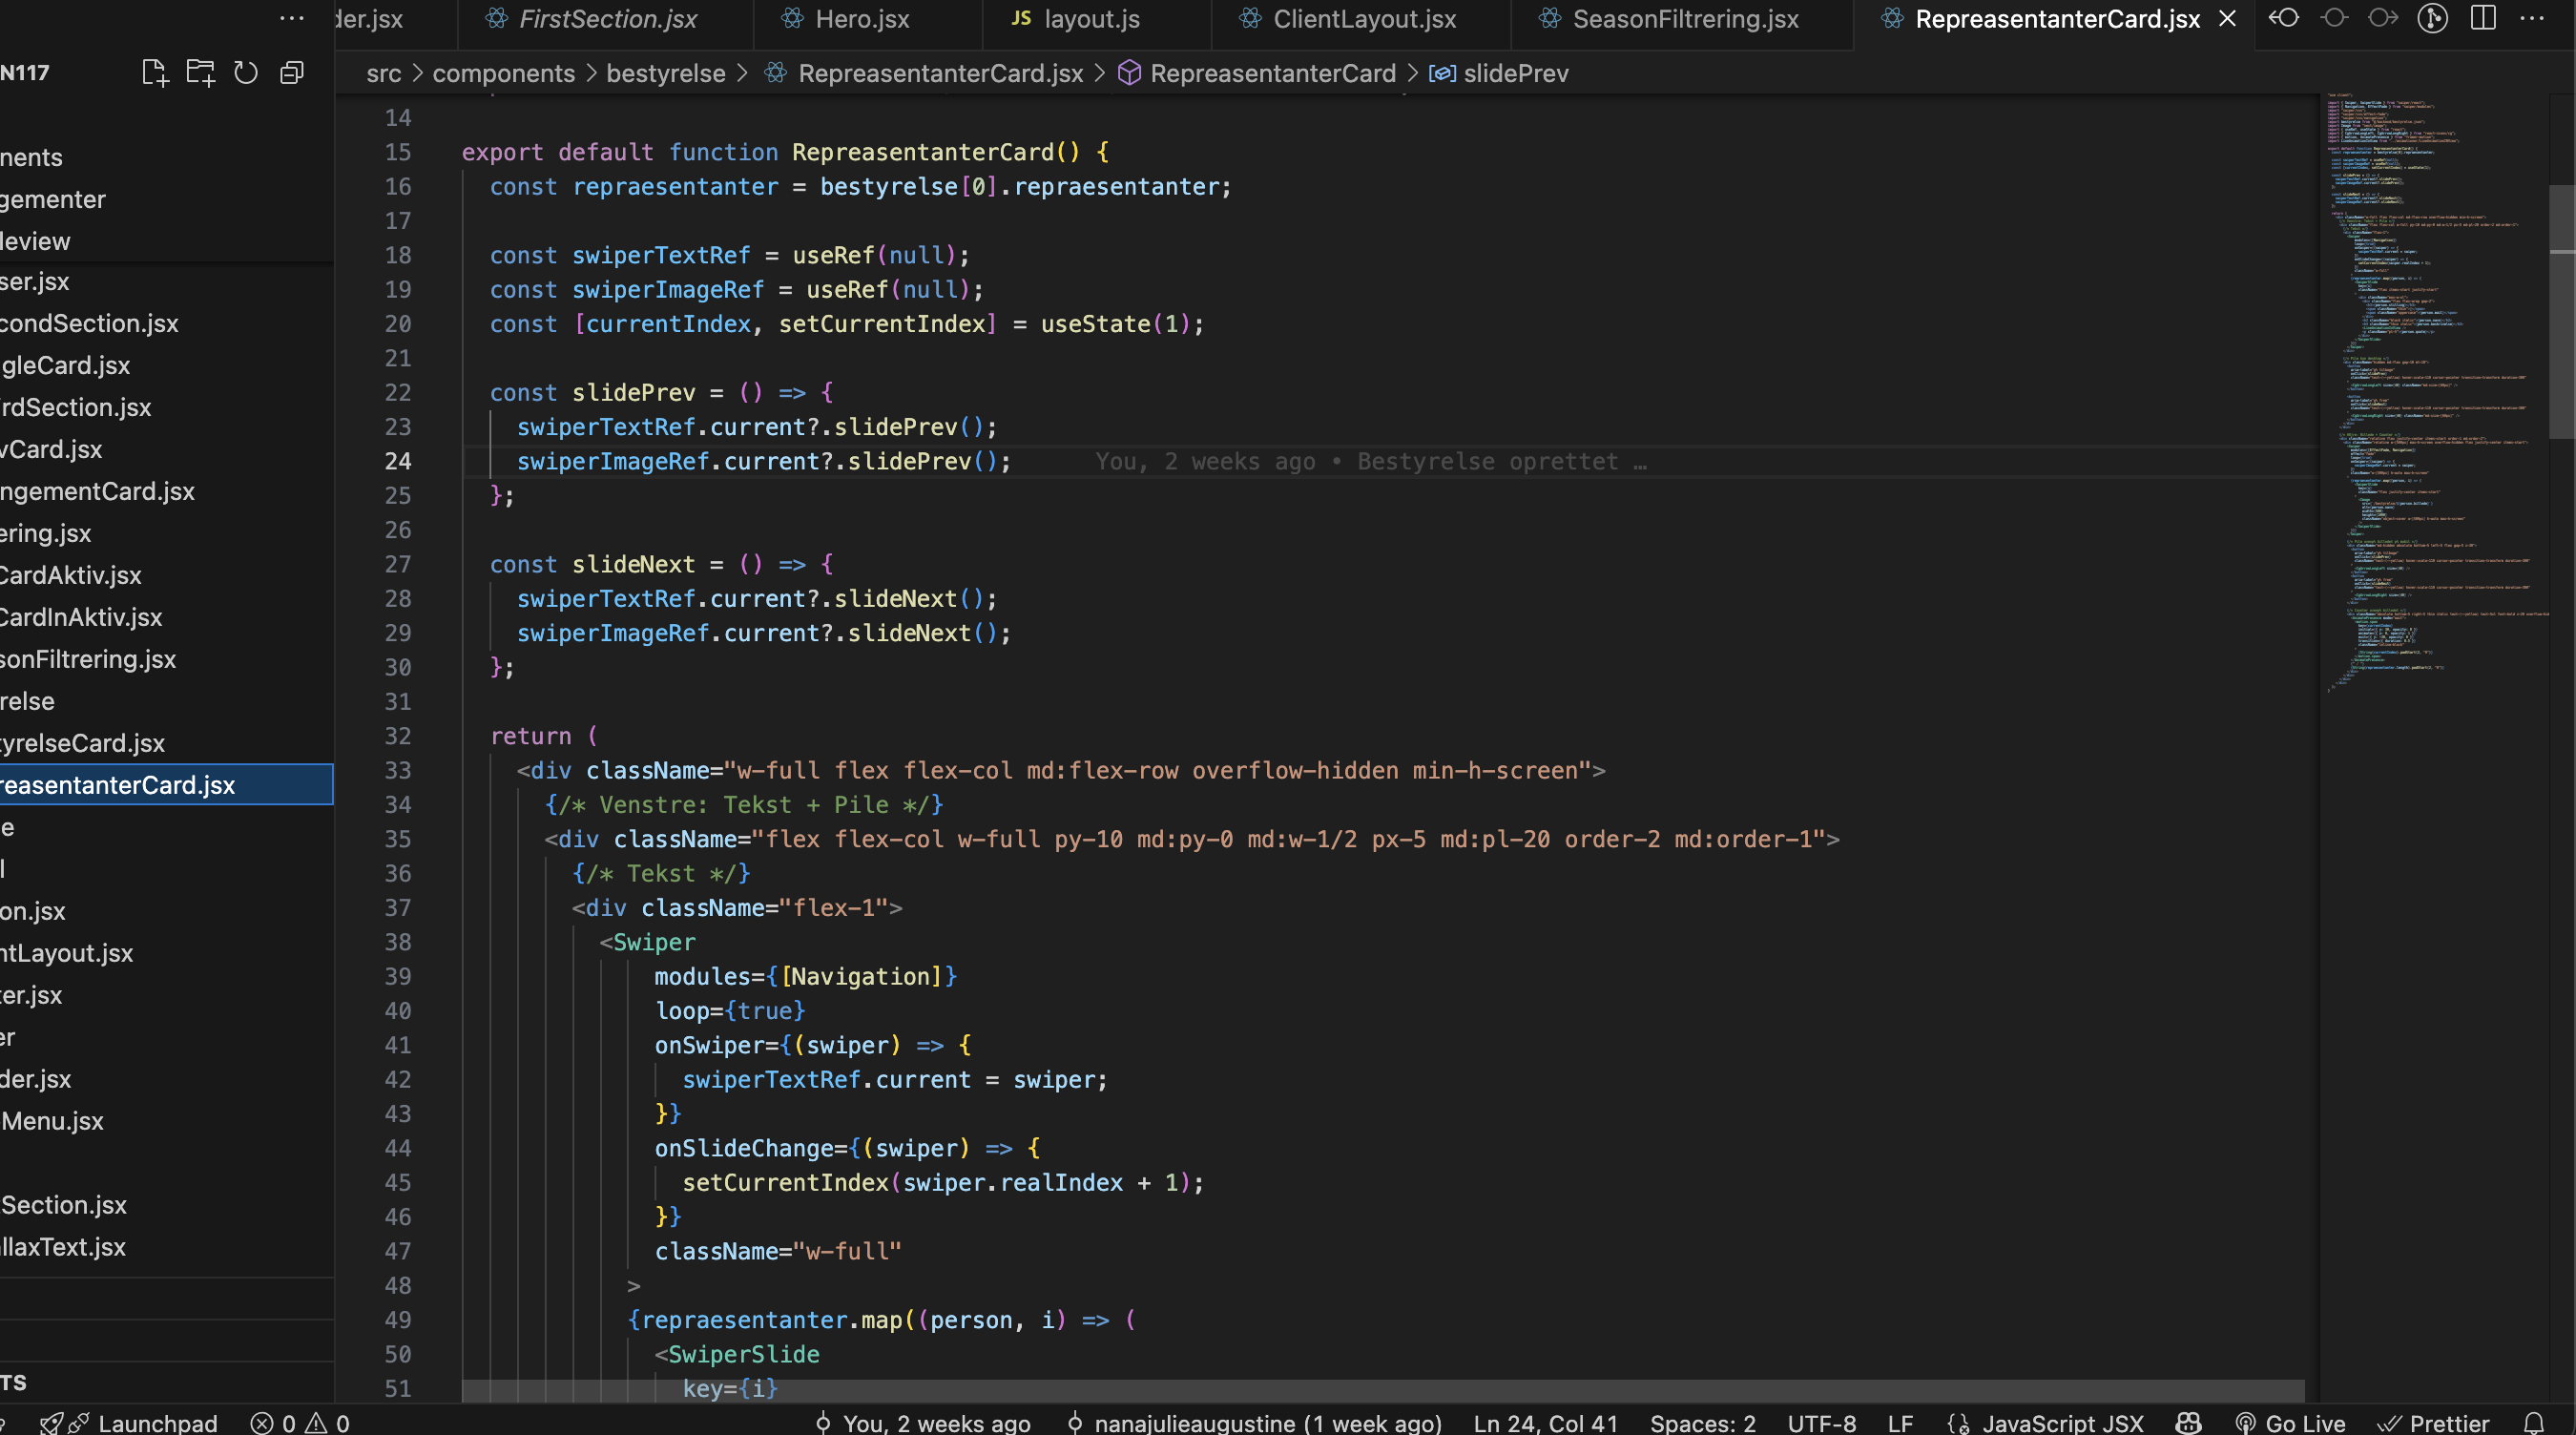 der.jsx FirstSection.jsx Hero.jsx JS layout.js ClientLayout.jsx SeasonFiltrering.jsx RepreasentanterCard.jsx
N117
src > components > bestyrelse > RepreasentanterCard.jsx > RepreasentanterCard > slidePrev
nents
gementer
leview
ser.jsx
condSection.jsx
gleCard.jsx
rdSection.jsx
vCard.jsx
ngementCard.jsx
ering.jsx
CardAktiv.jsx
CardInAktiv.jsx
sonFiltrering.jsx
relse
tyrelseCard.jsx
reasentanterCard.jsx
e
l
on.jsx
ntLayout.jsx
ter.jsx
er
der.jsx
Menu.jsx
Section.jsx
llaxText.jsx
TS
14
15 export default function RepreasentanterCard() {
16 const repraesentanter = bestyrelse[0].repraesentanter;
17
18 const swiperTextRef = useRef(null);
19 const swiperImageRef = useRef(null);
20 const [currentIndex, setCurrentIndex] = useState(1);
21
22 const slidePrev = () => {
23 swiperTextRef.current?.slidePrev();
24 swiperImageRef.current?.slidePrev(); You, 2 weeks ago • Bestyrelse oprettet …
25 };
26
27 const slideNext = () => {
28 swiperTextRef.current?.slideNext();
29 swiperImageRef.current?.slideNext();
30 };
31
32 return (
33 <div className="w-full flex flex-col md:flex-row overflow-hidden min-h-screen">
34 {/* Venstre: Tekst + Pile */}
35 <div className="flex flex-col w-full py-10 md:py-0 md:w-1/2 px-5 md:pl-20 order-2 md:order-1">
36 {/* Tekst */}
37 <div className="flex-1">
38 <Swiper
39 modules={[Navigation]}
40 loop={true}
41 onSwiper={(swiper) => {
42 swiperTextRef.current = swiper;
43 }}
44 onSlideChange={(swiper) => {
45 setCurrentIndex(swiper.realIndex + 1);
46 }}
47 className="w-full"
48 >
49 {repraesentanter.map((person, i) => (
50 <SwiperSlide
51 key={i}
Launchpad 0 0 You, 2 weeks ago nanajulieaugustine (1 week ago) Ln 24, Col 41 Spaces: 2 UTF-8 LF JavaScript JSX Go Live Prettier